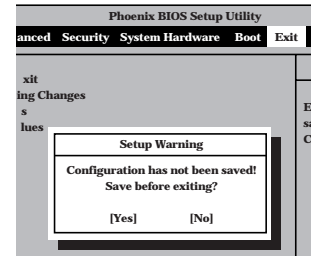 Phoenix BIOS Setup Utility
anced Security System Hardware Boot Exit
xit
ing Changes
s
lues
E
sa
C
Setup Warning
Configuration has not been saved!
Save before exiting?
[Yes] [No]